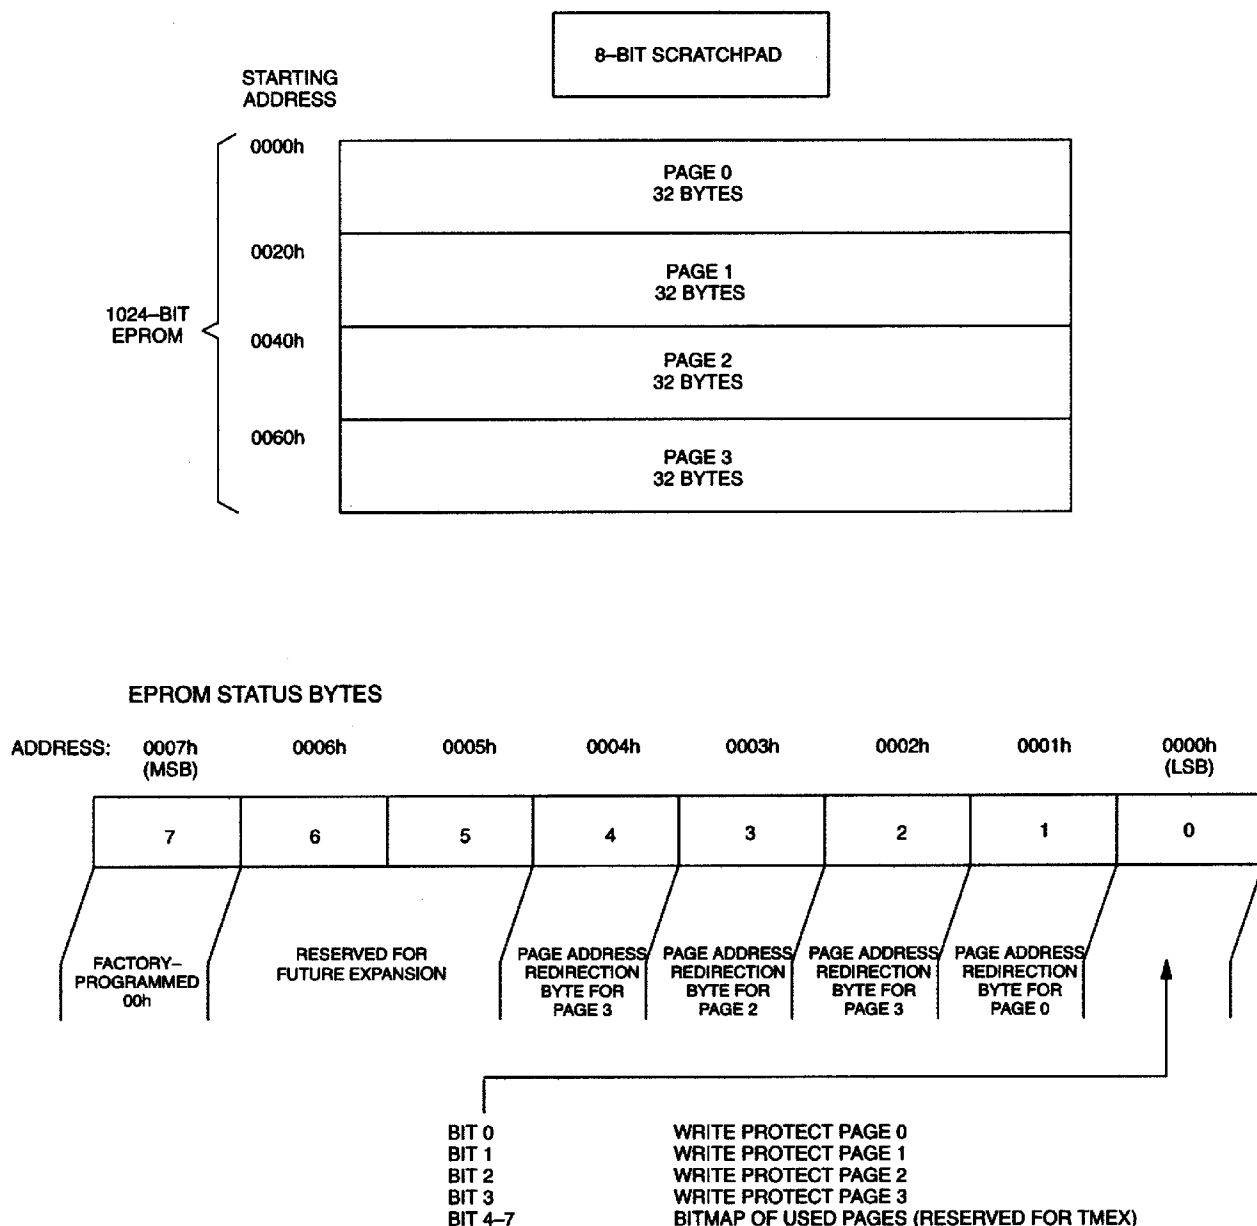 8–BIT SCRATCHPAD
STARTING
ADDRESS
0000h
PAGE 0
32 BYTES
0020h
PAGE 1
32 BYTES
1024–BIT
EPROM
0040h
PAGE 2
32 BYTES
0060h
PAGE 3
32 BYTES
EPROM STATUS BYTES
ADDRESS: 0007h 0006h 0005h 0004h 0003h 0002h 0001h 0000h
(MSB) (LSB)
7 6 5 4 3 2 1 0
FACTORY–
PROGRAMMED
00h
RESERVED FOR
FUTURE EXPANSION
PAGE ADDRESS
REDIRECTION
BYTE FOR
PAGE 3
PAGE ADDRESS
REDIRECTION
BYTE FOR
PAGE 2
PAGE ADDRESS
REDIRECTION
BYTE FOR
PAGE 3
PAGE ADDRESS
REDIRECTION
BYTE FOR
PAGE 0
BIT 0 WRITE PROTECT PAGE 0
BIT 1 WRITE PROTECT PAGE 1
BIT 2 WRITE PROTECT PAGE 2
BIT 3 WRITE PROTECT PAGE 3
BIT 4–7 BITMAP OF USED PAGES (RESERVED FOR TMEX)